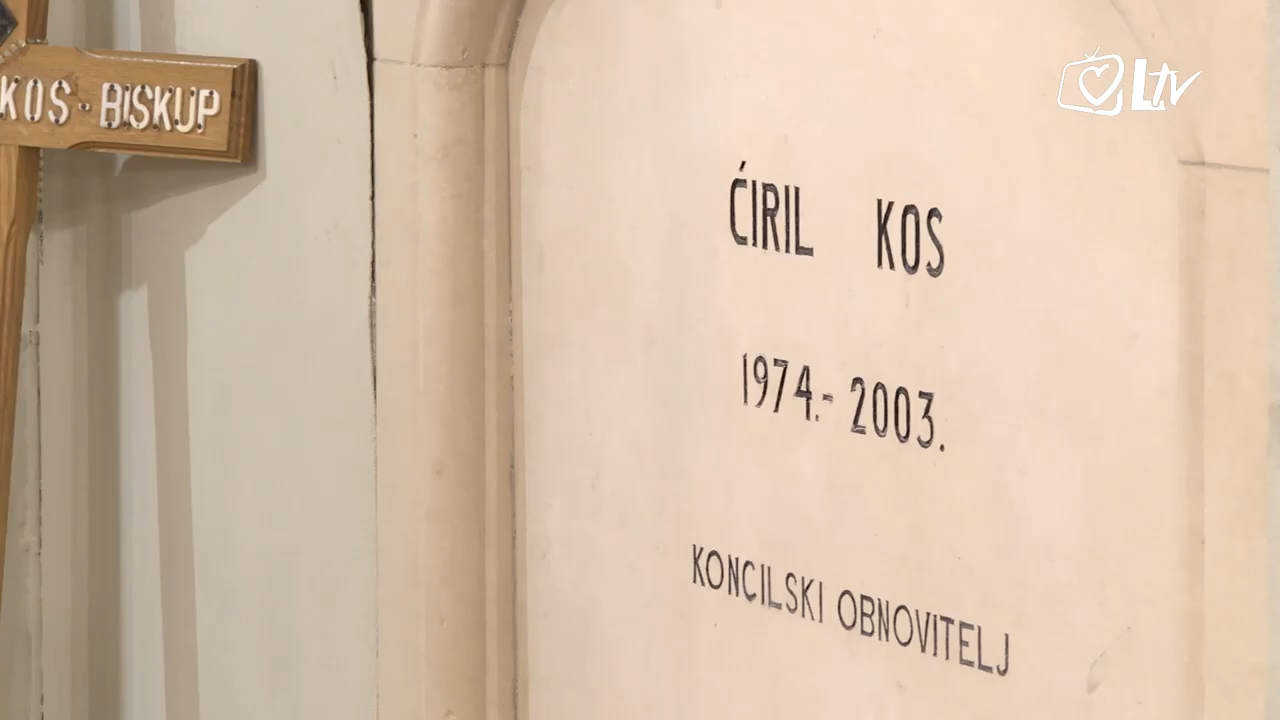 KOS - BISKUP
LTV
ĆIRIL KOS
1974.- 2003.
KONCILSKI OBNOVITELJ